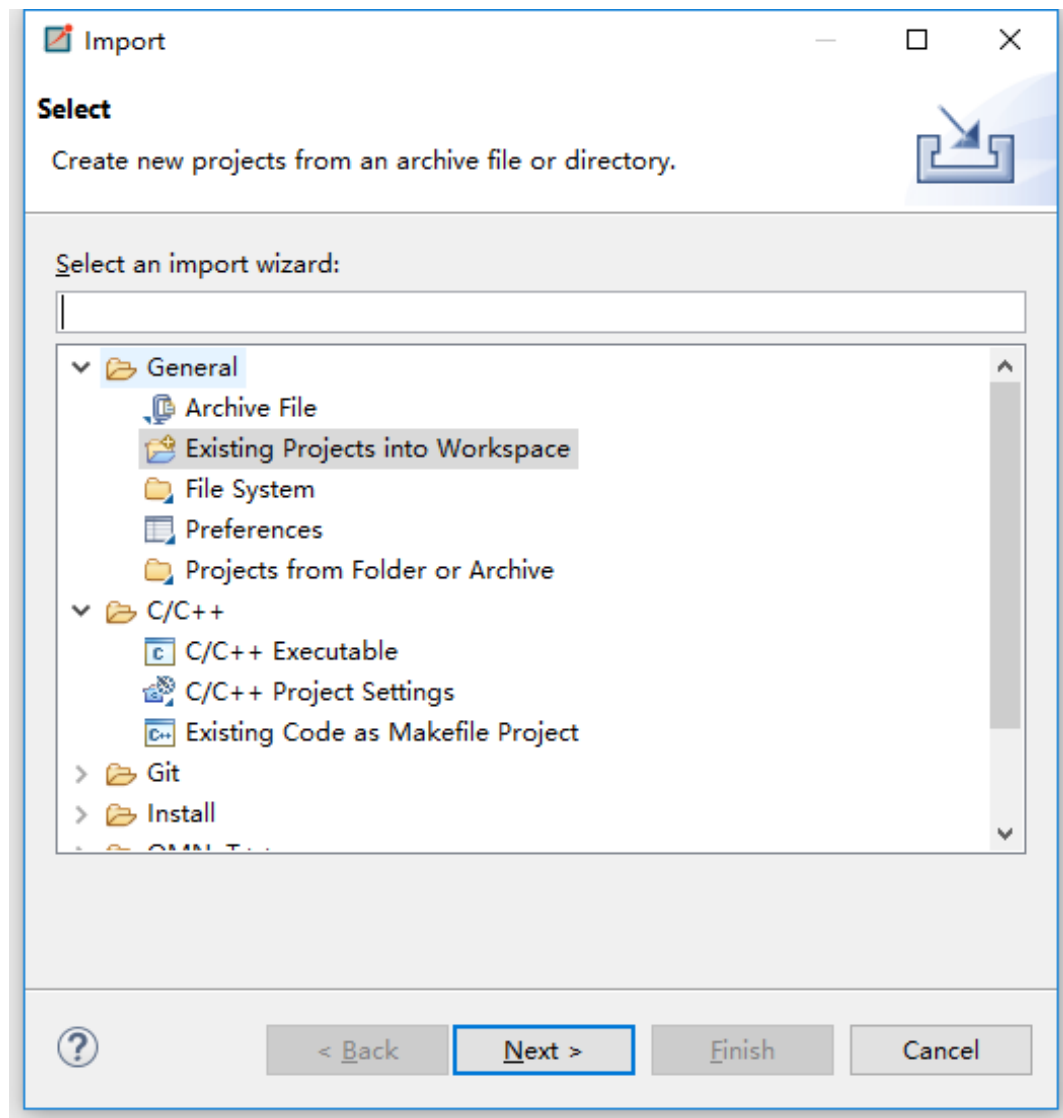 Import
Select
Create new projects from an archive file or directory.
Select an import wizard:
General
Archive File
Existing Projects into Workspace
File System
Preferences
Projects from Folder or Archive
C/C++
C/C++ Executable
C/C++ Project Settings
Existing Code as Makefile Project
Git
Install
< Back Next > Finish Cancel